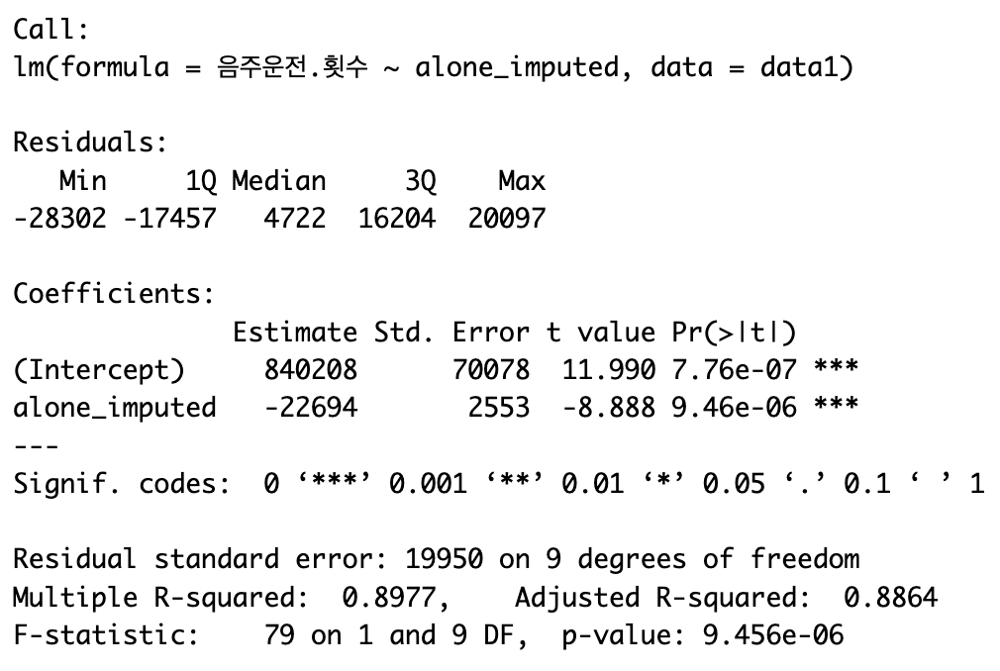 Call:
lm(formula = 음주운전.횟수 ~ alone_imputed, data = data1)
Residuals:
Min 1Q Median 3Q Max
-28302 -17457 4722 16204 20097
Coefficients:
Estimate Std. Error t value Pr(>|t|)
(Intercept) 840208 70078 11.990 7.76e-07 ***
alone_imputed -22694 2553 -8.888 9.46e-06 ***
---
Signif. codes: 0 ‘***’ 0.001 ‘**’ 0.01 ‘*’ 0.05 ‘.’ 0.1 ‘ ’ 1
Residual standard error: 19950 on 9 degrees of freedom
Multiple R-squared: 0.8977, Adjusted R-squared: 0.8864
F-statistic: 79 on 1 and 9 DF, p-value: 9.456e-06